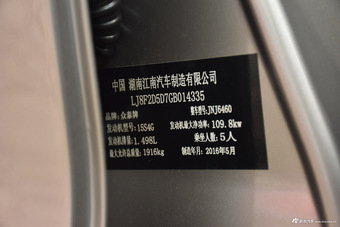 中国 湖南江南汽车制造有限公司
LJ8F2D5D7GB014335
品牌：众泰牌 整车型号：JNJ6460
发动机型号：1S54G 发动机最大净功率：109.8kw
发动机排量：1.498L 乘坐人数：5人
最大允许总质量：1916kg 制造年月：2016年5月